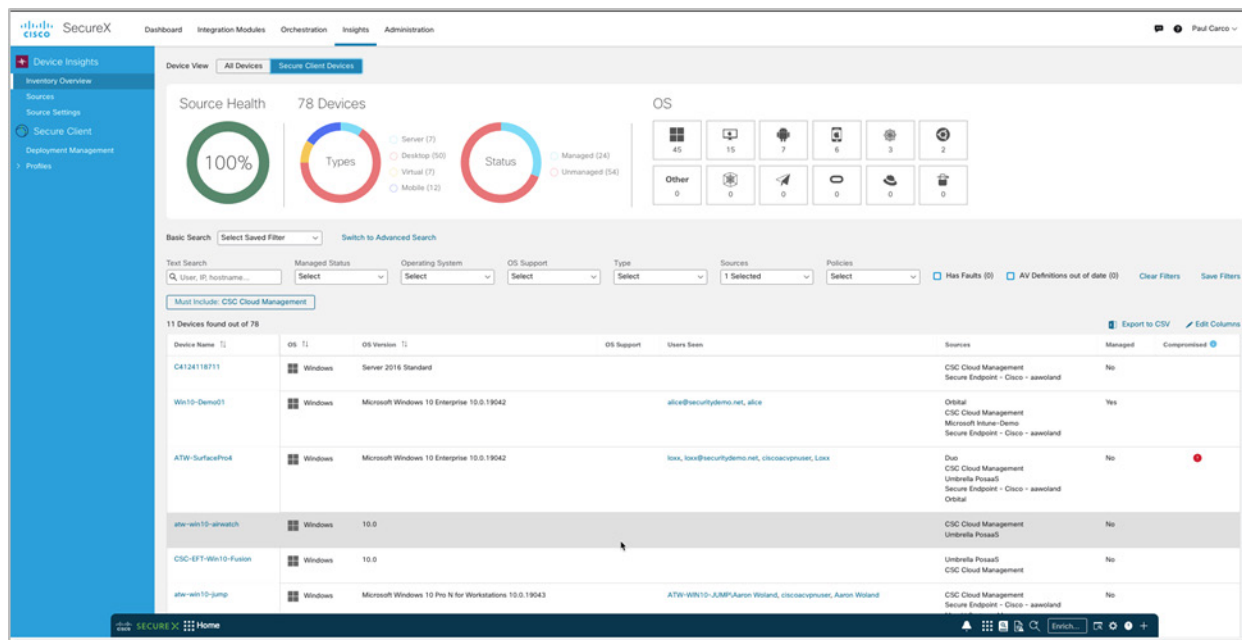 CISCO SecureX
Dashboard Integration Modules Orchestration Insights Administration
Paul Carco
Device Insights
Inventory Overview
Sources
Source Settings
Secure Client
Deployment Management
Profiles
Device View All Devices Secure Client Devices
Source Health
100%
78 Devices
Types
Server (7)
Desktop (50)
Virtual (7)
Mobile (12)
Status
Managed (24)
Unmanaged (54)
OS
45 15 7 6 3 2
Other
0 0 0 0 0 0
Basic Search Select Saved Filter Switch to Advanced Search
Text Search Managed Status Operating System OS Support Type Sources Policies
User, IP, hostname... Select Select Select Select 1 Selected Select Has Faults (0) AV Definitions out of date (0) Clear Filters Save Filters
Must Include: CSC Cloud Management
11 Devices found out of 78
Export to CSV Edit Columns
Device Name OS OS Version OS Support Users Seen Sources Managed Compromised
C4124118711 Windows Server 2016 Standard CSC Cloud Management No
Secure Endpoint - Cisco - aawoland
Win10-Demo01 Windows Microsoft Windows 10 Enterprise 10.0.19042 alice@securitydemo.net, alice Orbital Yes
CSC Cloud Management
Microsoft Intune-Demo
Secure Endpoint - Cisco - aawoland
ATW-SurfacePro4 Windows Microsoft Windows 10 Enterprise 10.0.19042 loxx, loxx@securitydemo.net, ciscoacvpnuser, Loxx Duo No
CSC Cloud Management
Umbrella PosaaS
Secure Endpoint - Cisco - aawoland
Orbital
atw-win10-airwatch Windows 10.0 CSC Cloud Management No
Umbrella PosaaS
CSC-EFT-Win10-Fusion Windows 10.0 Umbrella PosaaS No
CSC Cloud Management
atw-win10-jump Windows Microsoft Windows 10 Pro N for Workstations 10.0.19043 ATW-WIN10-JUMP\Aaron Woland, ciscoacvpnuser, Aaron Woland CSC Cloud Management No
Secure Endpoint - Cisco - aawoland
CISCO SECUREX Home Enrich...